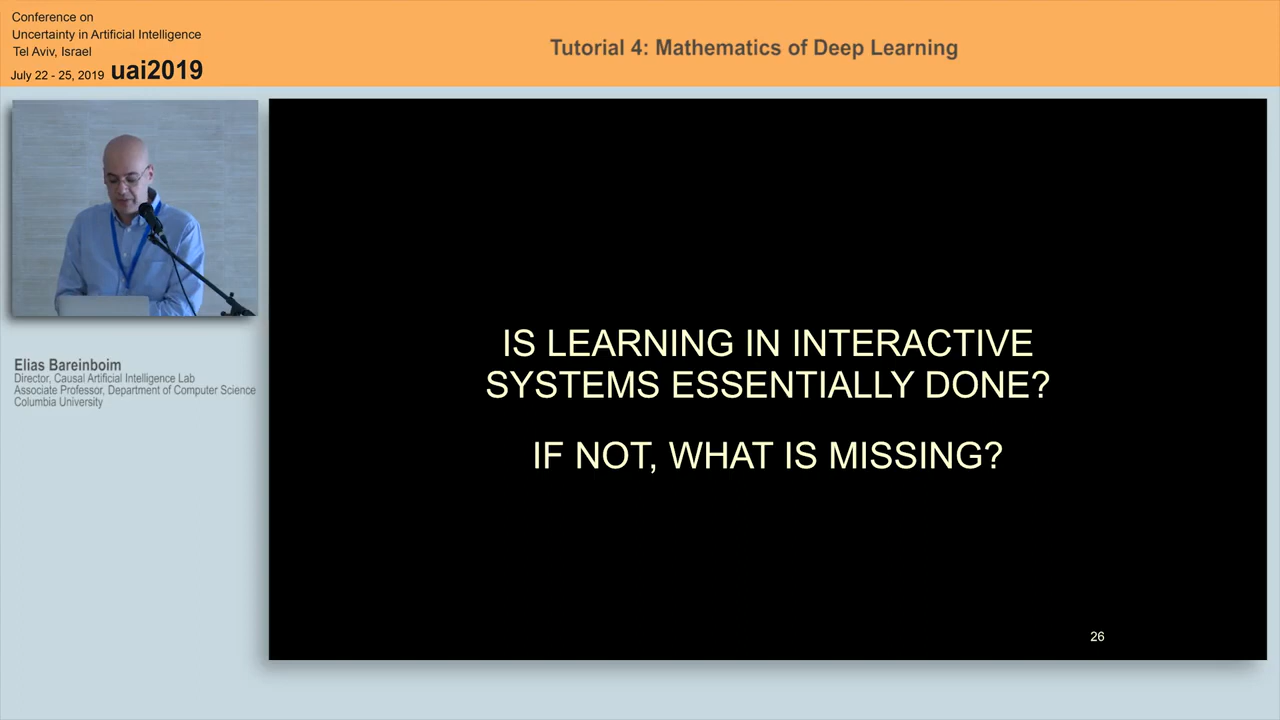 Conference on
Uncertainty in Artificial Intelligence
Tel Aviv, Israel
July 22 - 25, 2019 uai2019
Tutorial 4: Mathematics of Deep Learning
Elias Bareinboim
Director, Causal Artificial Intelligence Lab
Associate Professor, Department of Computer Science
Columbia University
IS LEARNING IN INTERACTIVE
SYSTEMS ESSENTIALLY DONE?
IF NOT, WHAT IS MISSING?
26